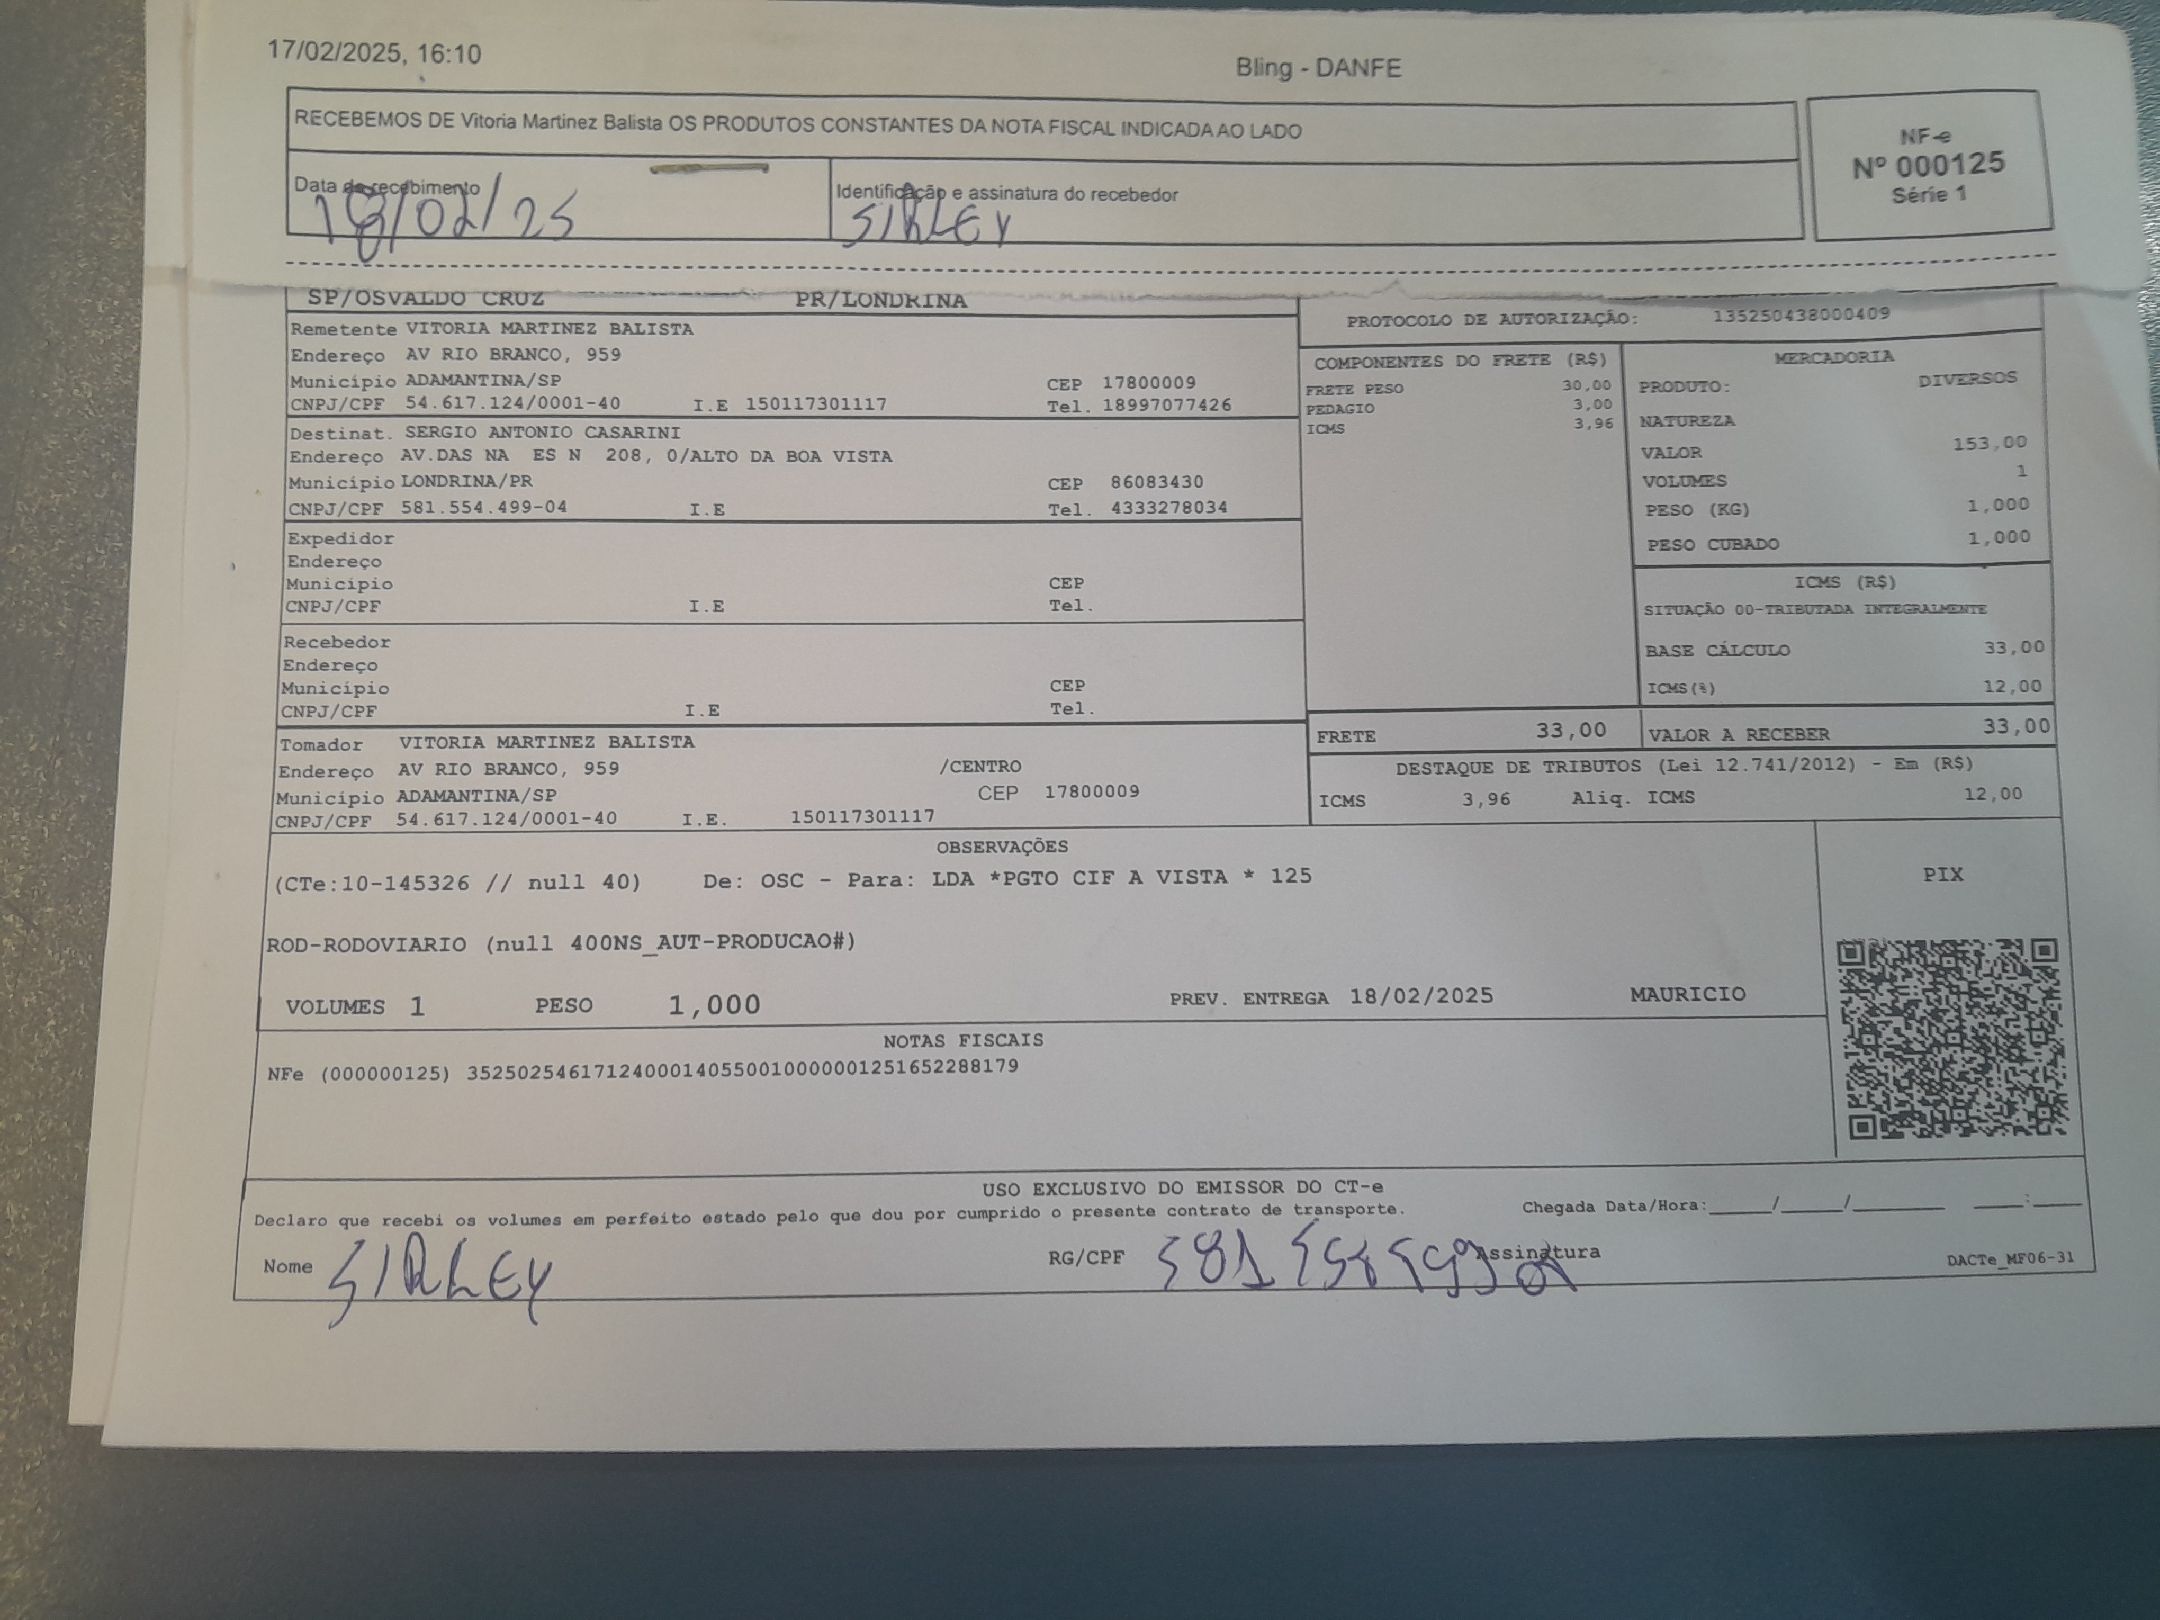 17/02/2025, 16:10
Bling - DANFE
RECEBEMOS DE Vitoria Martinez Balista OS PRODUTOS CONSTANTES DA NOTA FISCAL INDICADA AO LADO
NF-e
Nº 000125
Série 1
Data do recebimento
18/02/25
Identificação e assinatura do recebedor
SIRLEY
SP/OSVALDO CRUZ PR/LONDRINA
Remetente VITORIA MARTINEZ BALISTA
Endereço AV RIO BRANCO, 959
Município ADAMANTINA/SP CEP 17800009
CNPJ/CPF 54.617.124/0001-40 I.E 150117301117 Tel. 18997077426
Destinat. SERGIO ANTONIO CASARINI
Endereço AV.DAS NA ES N 208, 0/ALTO DA BOA VISTA
Município LONDRINA/PR CEP 86083430
CNPJ/CPF 581.554.499-04 I.E Tel. 4333278034
Expedidor
Endereço
Município CEP
CNPJ/CPF I.E Tel.
Recebedor
Endereço
Município CEP
CNPJ/CPF I.E Tel.
Tomador VITORIA MARTINEZ BALISTA
Endereço AV RIO BRANCO, 959 /CENTRO
Município ADAMANTINA/SP CEP 17800009
CNPJ/CPF 54.617.124/0001-40 I.E. 150117301117
PROTOCOLO DE AUTORIZAÇÃO: 135250438000409
COMPONENTES DO FRETE (R$)
FRETE PESO 30,00
PEDAGIO 3,00
ICMS 3,96
MERCADORIA
PRODUTO: DIVERSOS
NATUREZA
VALOR 153,00
VOLUMES 1
PESO (KG) 1,000
PESO CUBADO 1,000
ICMS (R$)
SITUAÇÃO 00-TRIBUTADA INTEGRALMENTE
BASE CÁLCULO 33,00
ICMS(%) 12,00
FRETE 33,00 VALOR A RECEBER 33,00
DESTAQUE DE TRIBUTOS (Lei 12.741/2012) - Em (R$)
ICMS 3,96 Aliq. ICMS 12,00
OBSERVAÇÕES
(CTe:10-145326 // null 40) De: OSC - Para: LDA *PGTO CIF A VISTA * 125
ROD-RODOVIARIO (null 400NS_AUT-PRODUCAO#)
VOLUMES 1 PESO 1,000 PREV. ENTREGA 18/02/2025 MAURICIO
PIX
NOTAS FISCAIS
NFe (000000125) 35250254617124000140550010000001251652288179
USO EXCLUSIVO DO EMISSOR DO CT-e
Declaro que recebi os volumes em perfeito estado pelo que dou por cumprido o presente contrato de transporte. Chegada Data/Hora:_____/_____/________ ____:____
Nome SIRLEY RG/CPF Assinatura DACTe_MF06-31